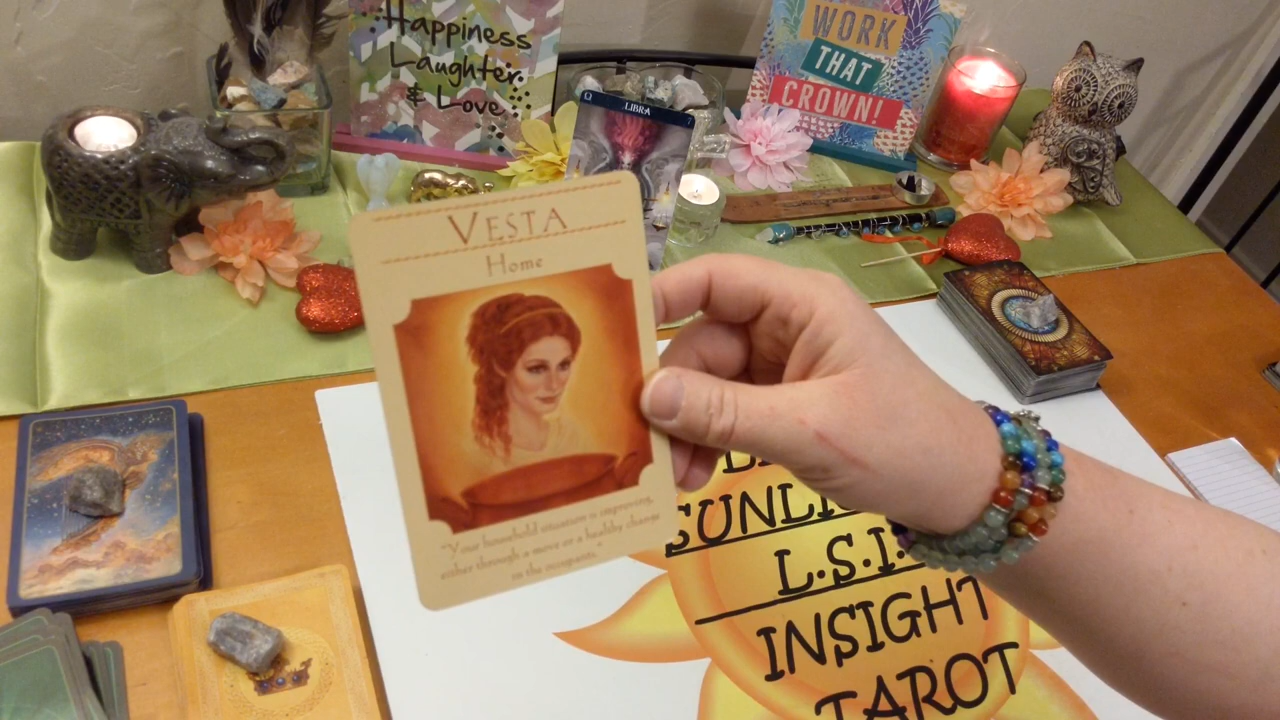 Happiness
Laughter
& Love
WORK
THAT
CROWN!
LIBRA
VESTA
Home
"Your household situation is improving,
either through a move or a healthy change
in the occupants."
SUNLI
L.S.I.
INSIGHT
TAROT